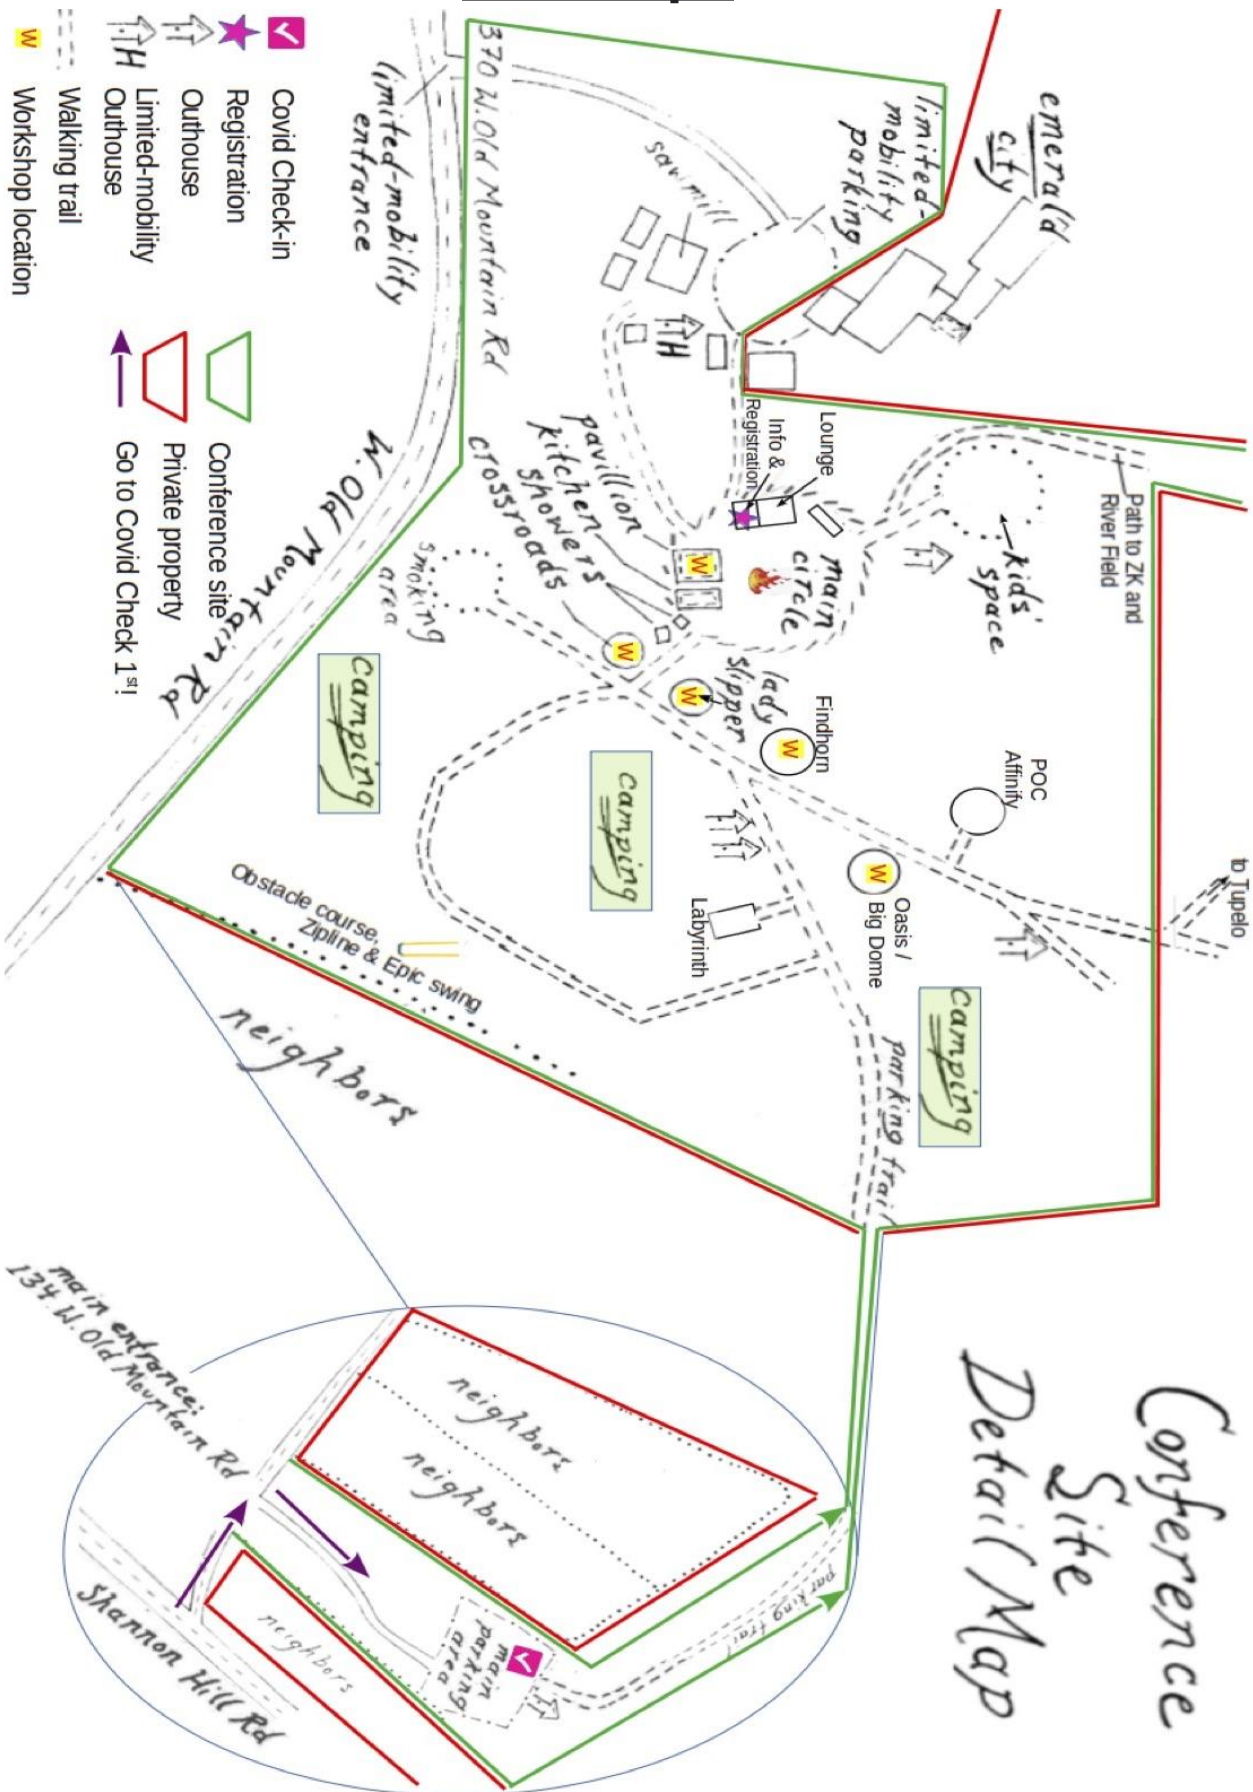 Conference
Site
Detail Map
emerald
city
limited-
mobility
parking
sawmill
370 W. Old Mountain Rd
limited-mobility
entrance
H
Path to ZK and
River Field
kids'
space
Lounge
Info &
Registration
main
circle
pavillion
kitchen
showers
crossroads
W
W
W
W
W
smoking
area
lady
slipper
Findhorn
POC
Affinify
to Tupelo
Oasis /
Big Dome
Labyrinth
Camping
Camping
Camping
parking trail
W. Old Mountain Rd
Obstacle course,
Zipline & Epic swing
neighbors
neighbors
neighbors
neighbors
main entrance:
134 W. Old Mountain Rd
Shannon Hill Rd
main
parking
area
parking trail
Covid Check-in
Registration
Outhouse
H
Limited-mobility
Outhouse
Walking trail
W
Workshop location
Conference site
Private property
Go to Covid Check 1st!